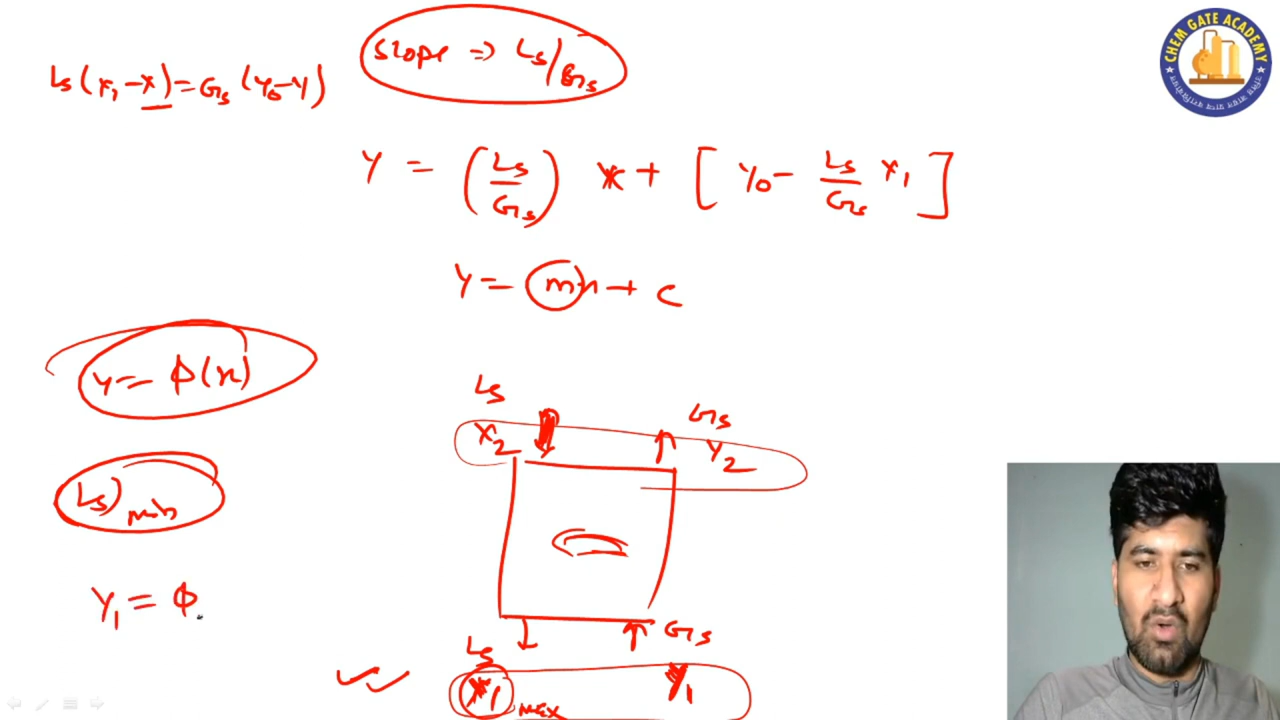 CHEM GATE ACADEMY
slope => Ls/Gs
Ls(x₁-x)=Gs(Y₀-Y)
Y = (Ls/Gs) x + [Y₀ - Ls/Gs x₁]
Y = mx + c
y = φ(x)
Ls
Gs
X₂
Y₂
Ls)min
Y₁ = φ
Ls
Gs
X₁ max
Y₁